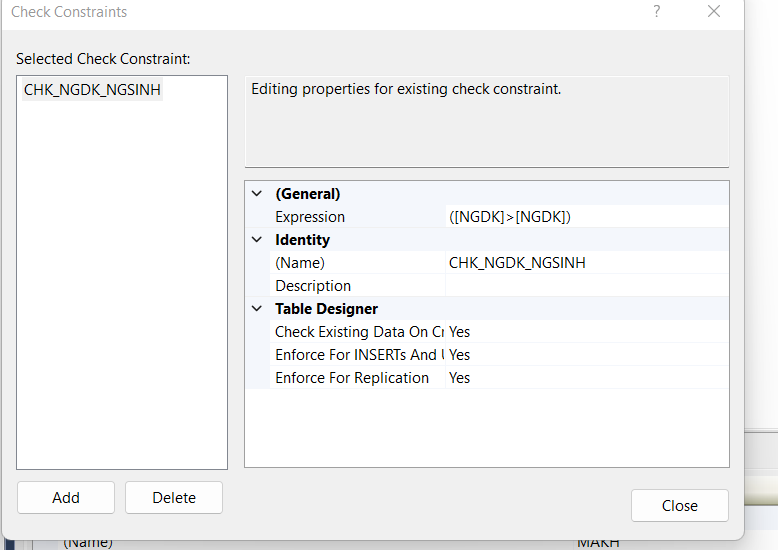 Check Constraints
?
Selected Check Constraint:
CHK_NGDK_NGSINH
Editing properties for existing check constraint.
(General)
Expression ([NGDK]>[NGDK])
Identity
(Name) CHK_NGDK_NGSINH
Description
Table Designer
Check Existing Data On Cr Yes
Enforce For INSERTs And U Yes
Enforce For Replication Yes
Add Delete
Close
(Name) MAKH